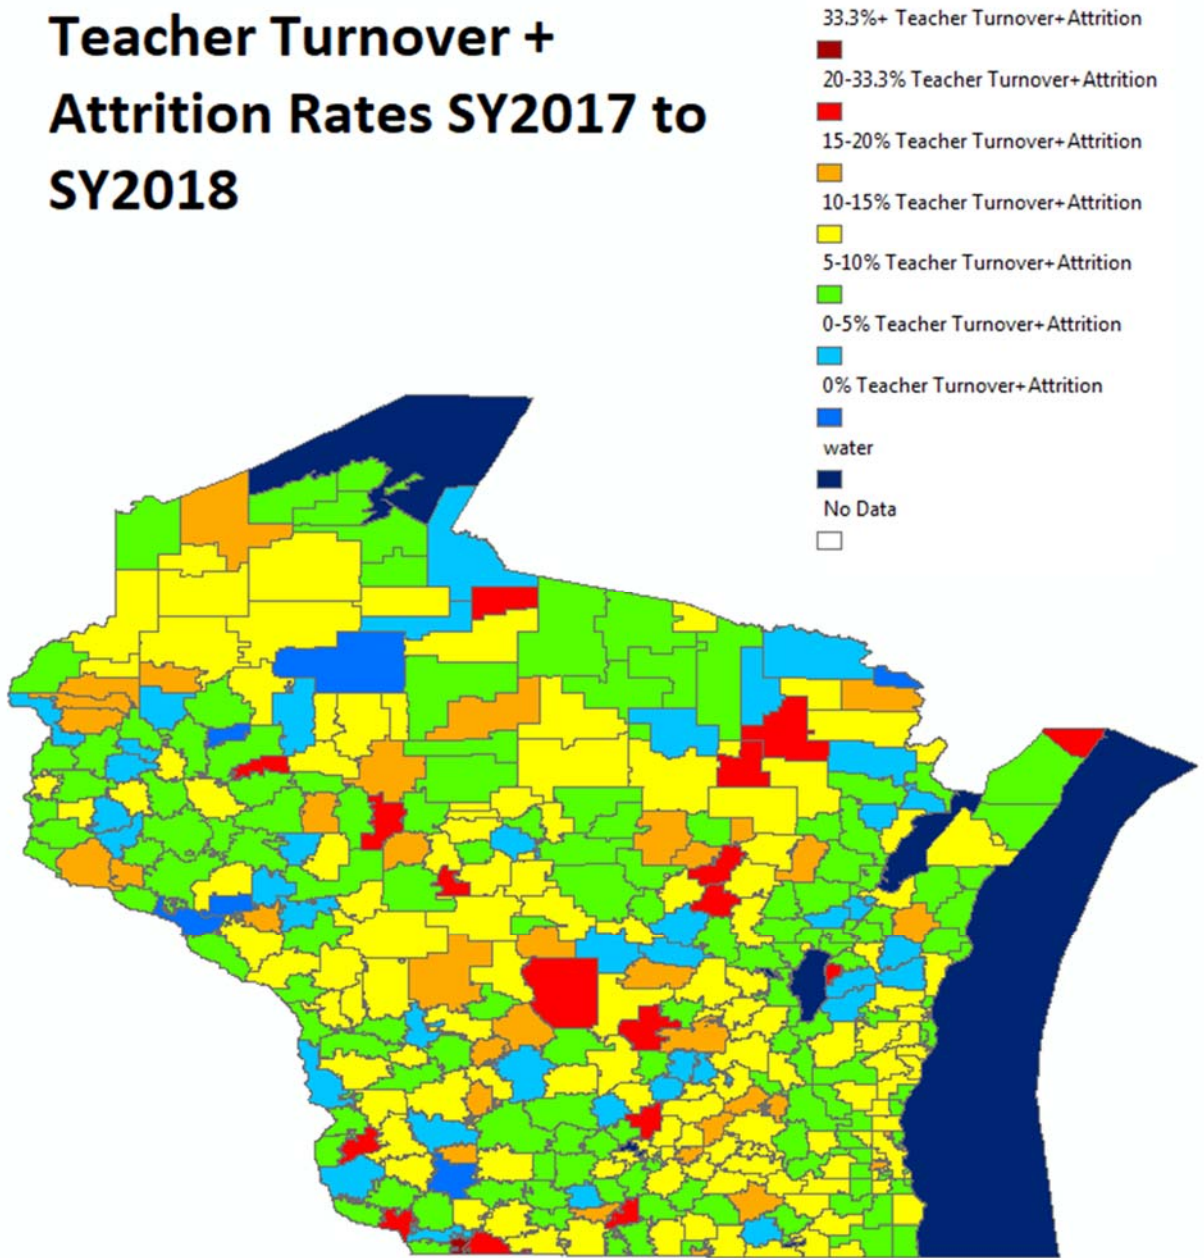 Teacher Turnover +
Attrition Rates SY2017 to
SY2018
33.3%+ Teacher Turnover+Attrition
20-33.3% Teacher Turnover+Attrition
15-20% Teacher Turnover+Attrition
10-15% Teacher Turnover+Attrition
5-10% Teacher Turnover+Attrition
0-5% Teacher Turnover+Attrition
0% Teacher Turnover+Attrition
water
No Data